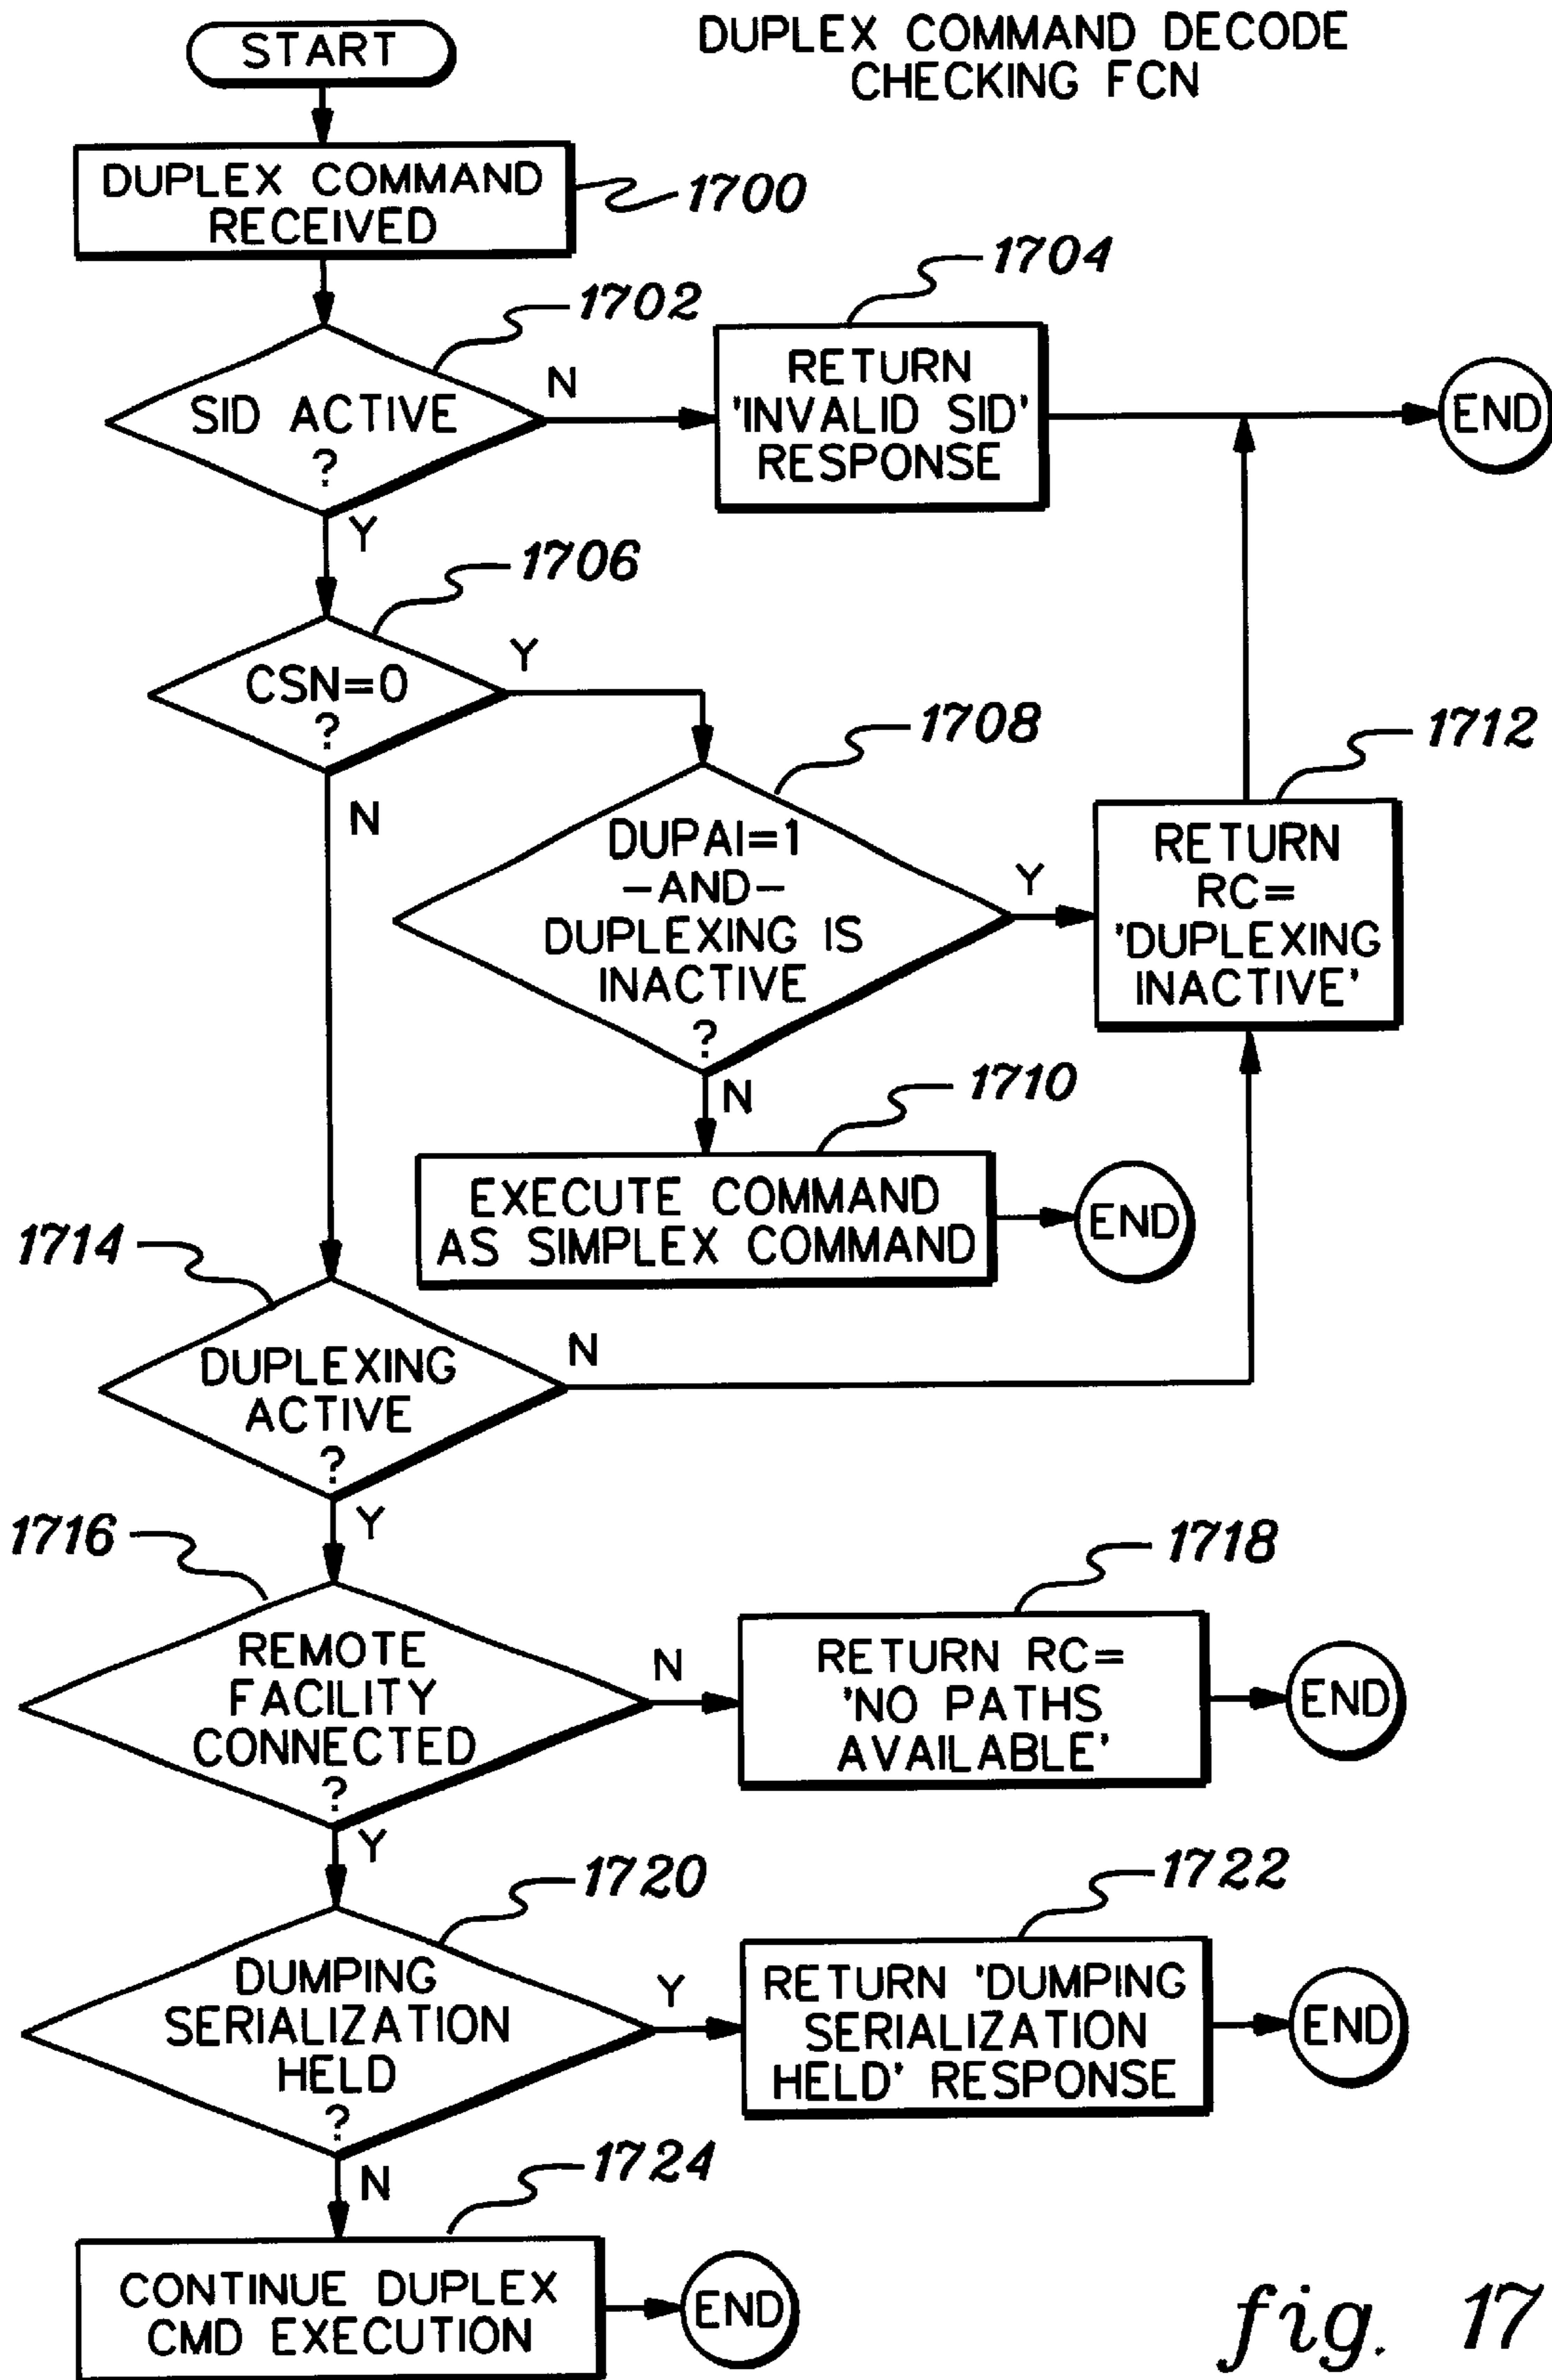 DUPLEX COMMAND DECODE
CHECKING FCN
START
DUPLEX COMMAND
RECEIVED
1700
1702
SID ACTIVE
?
N
Y
1704
RETURN
'INVALID SID'
RESPONSE
END
1706
CSN=0
?
Y
N
1708
DUPAI=1
-AND-
DUPLEXING IS
INACTIVE
?
Y
N
1712
RETURN
RC=
'DUPLEXING
INACTIVE'
1710
EXECUTE COMMAND
AS SIMPLEX COMMAND
END
1714
DUPLEXING
ACTIVE
?
N
Y
1716
REMOTE
FACILITY
CONNECTED
?
N
Y
1718
RETURN RC=
'NO PATHS
AVAILABLE'
END
1720
DUMPING
SERIALIZATION
HELD
?
Y
N
1722
RETURN 'DUMPING
SERIALIZATION
HELD' RESPONSE
END
1724
CONTINUE DUPLEX
CMD EXECUTION
END
fig. 17